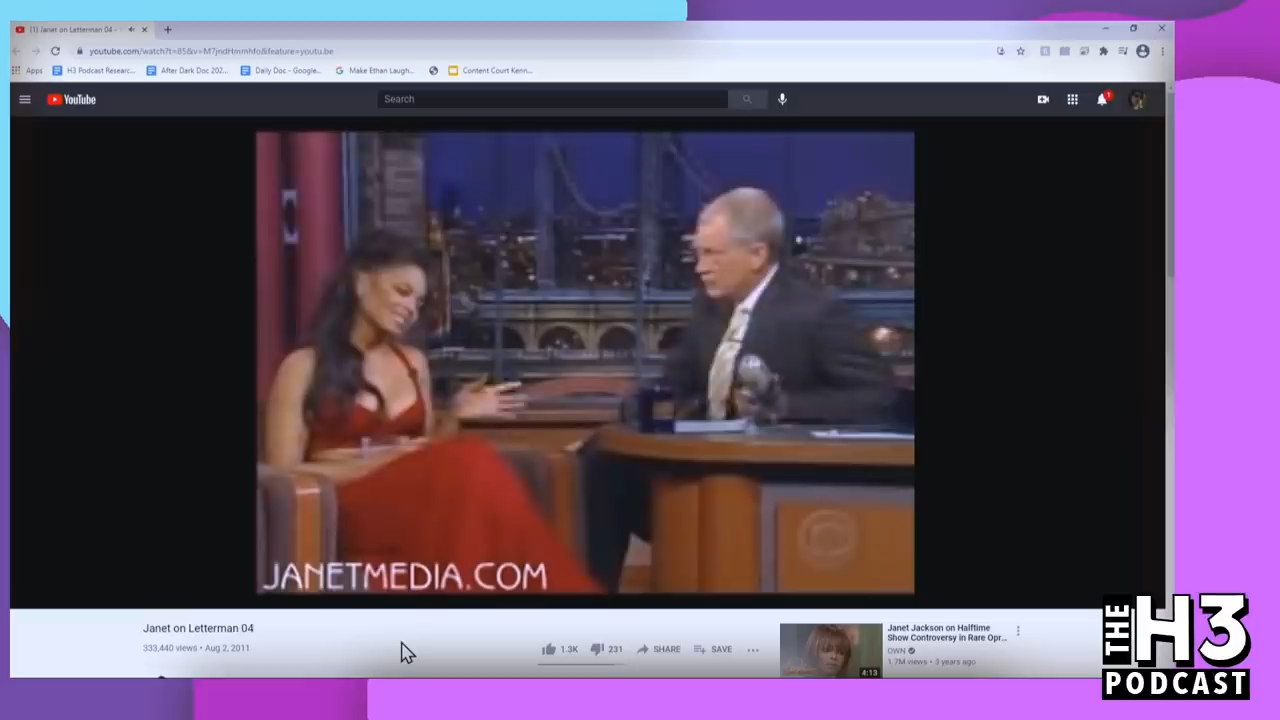 (1) Janet on Letterman 04 -
youtube.com/watch?t=85&v=M7jndHmmhfo&feature=youtu.be
Apps H3 Podcast Researc... After Dark Doc 202... Daily Doc - Google... Make Ethan Laugh... Content Court Kenn...
YouTube
Search
1
JANETMEDIA.COM
Janet on Letterman 04
333,440 views • Aug 2, 2011
1.3K 231 SHARE SAVE
Janet Jackson on Halftime
Show Controversy in Rare Opr...
OWN
1.7M views • 3 years ago
4:13
THE H3
PODCAST